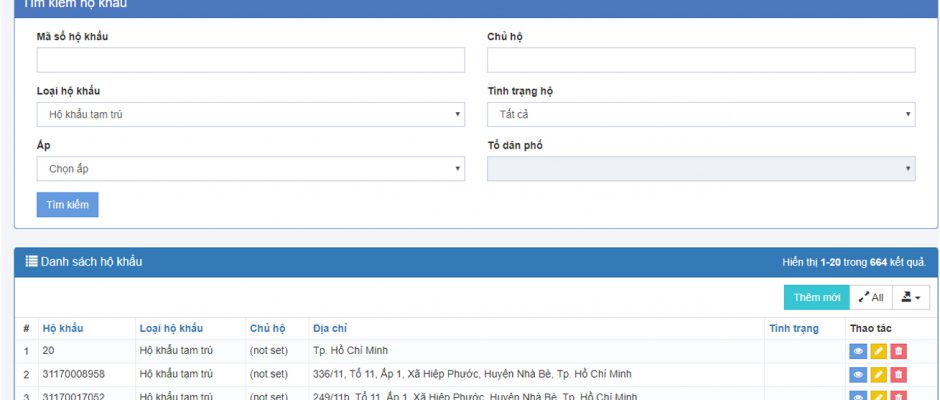 Tìm kiếm hộ khẩu
Mã số hộ khẩu Chủ hộ
Loại hộ khẩu Tình trạng hộ
Hộ khẩu tạm trú Tất cả
Ấp Tổ dân phố
Chọn ấp
Tìm kiếm
Danh sách hộ khẩu Hiển thị 1-20 trong 664 kết quả.
Thêm mới All
# Hộ khẩu Loại hộ khẩu Chủ hộ Địa chỉ Tình trạng Thao tác
1 20 Hộ khẩu tạm trú (not set) Tp. Hồ Chí Minh
2 31170008958 Hộ khẩu tạm trú (not set) 336/11, Tổ 11, Ấp 1, Xã Hiệp Phước, Huyện Nhà Bè, Tp. Hồ Chí Minh
3 31170017052 Hộ khẩu tạm trú (not set) 249/11b, Tổ 11, Ấp 1, Xã Hiệp Phước, Huyện Nhà Bè, Tp. Hồ Chí Minh